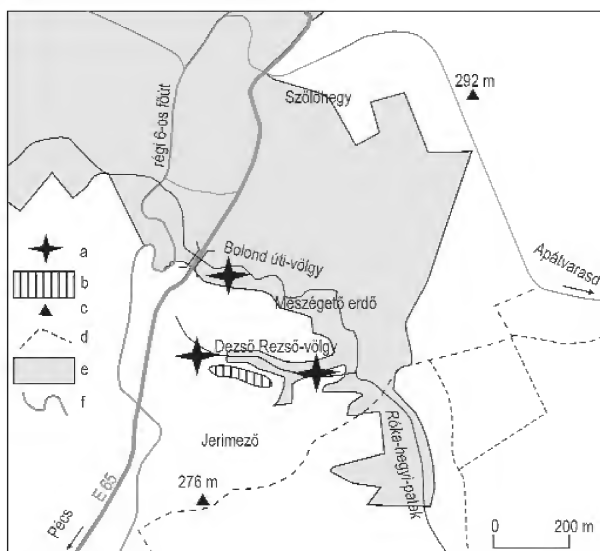 régi 6-os főút
Szőlőhegy
292 m
Apátvarasd
Bolond úti-völgy
Mészégető erdő
Dezső Rezső-völgy
a
b
c
d
e
f
Jerimező
Róka-hegyi-patak
276 m
E 65
Pécs
0 200 m